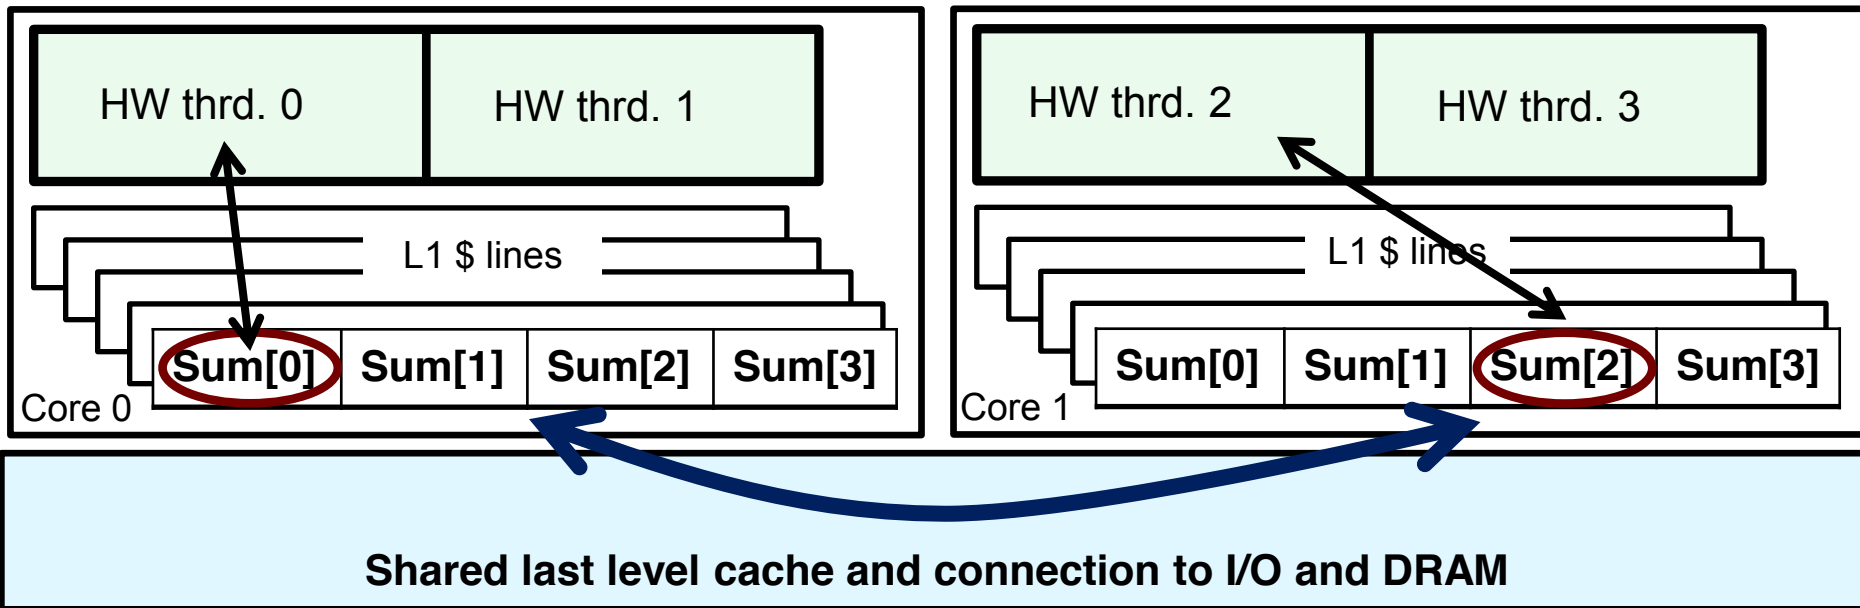 HW thrd. 0
HW thrd. 1
HW thrd. 2
HW thrd. 3
L1 $ lines
L1 $ lines
Sum[0] Sum[1] Sum[2] Sum[3]
Core 0
Sum[0] Sum[1] Sum[2] Sum[3]
Core 1
Shared last level cache and connection to I/O and DRAM